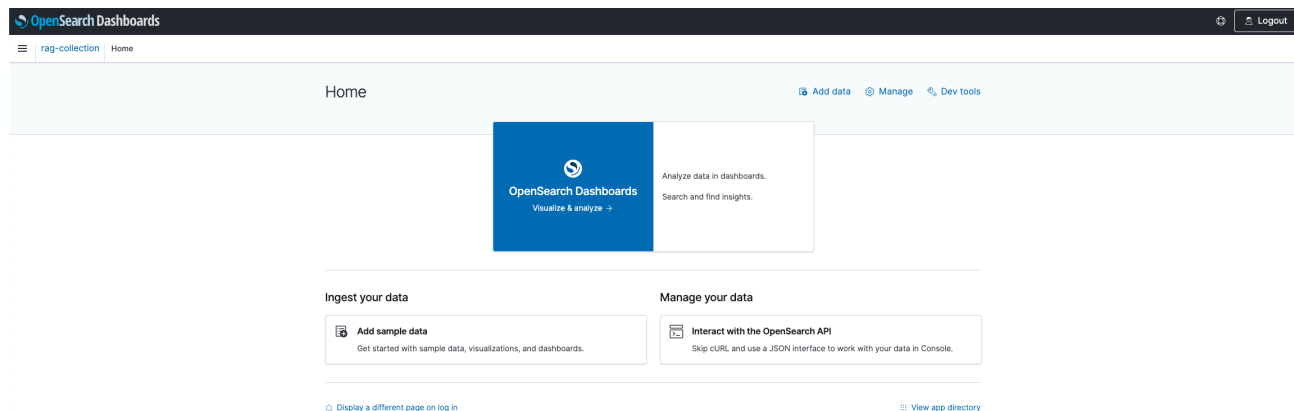 OpenSearch Dashboards
Logout
rag-collection
Home
Home
Add data
Manage
Dev tools
OpenSearch Dashboards
Visualize & analyze →
Analyze data in dashboards.
Search and find insights.
Ingest your data
Add sample data
Get started with sample data, visualizations, and dashboards.
Manage your data
Interact with the OpenSearch API
Skip cURL and use a JSON interface to work with your data in Console.
Display a different page on log in
View app directory